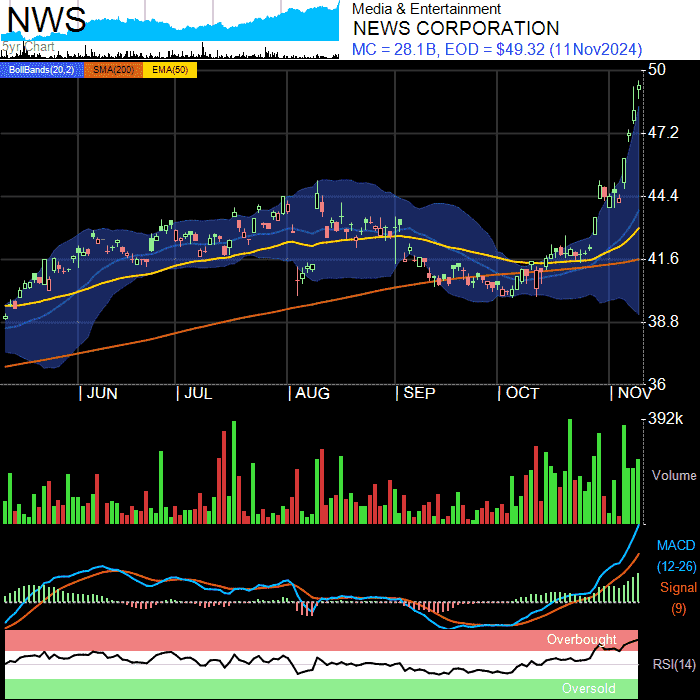 NWS
5yr Chart
Media & Entertainment
NEWS CORPORATION
MC = 28.1B, EOD = $49.32 (11Nov2024)
BollBands(20,2) SMA(200) EMA(50)
50
47.2
44.4
41.6
38.8
36
JUN JUL AUG SEP OCT NOV
392k
Volume
MACD
(12-26)
Signal
(9)
Overbought
RSI(14)
Oversold